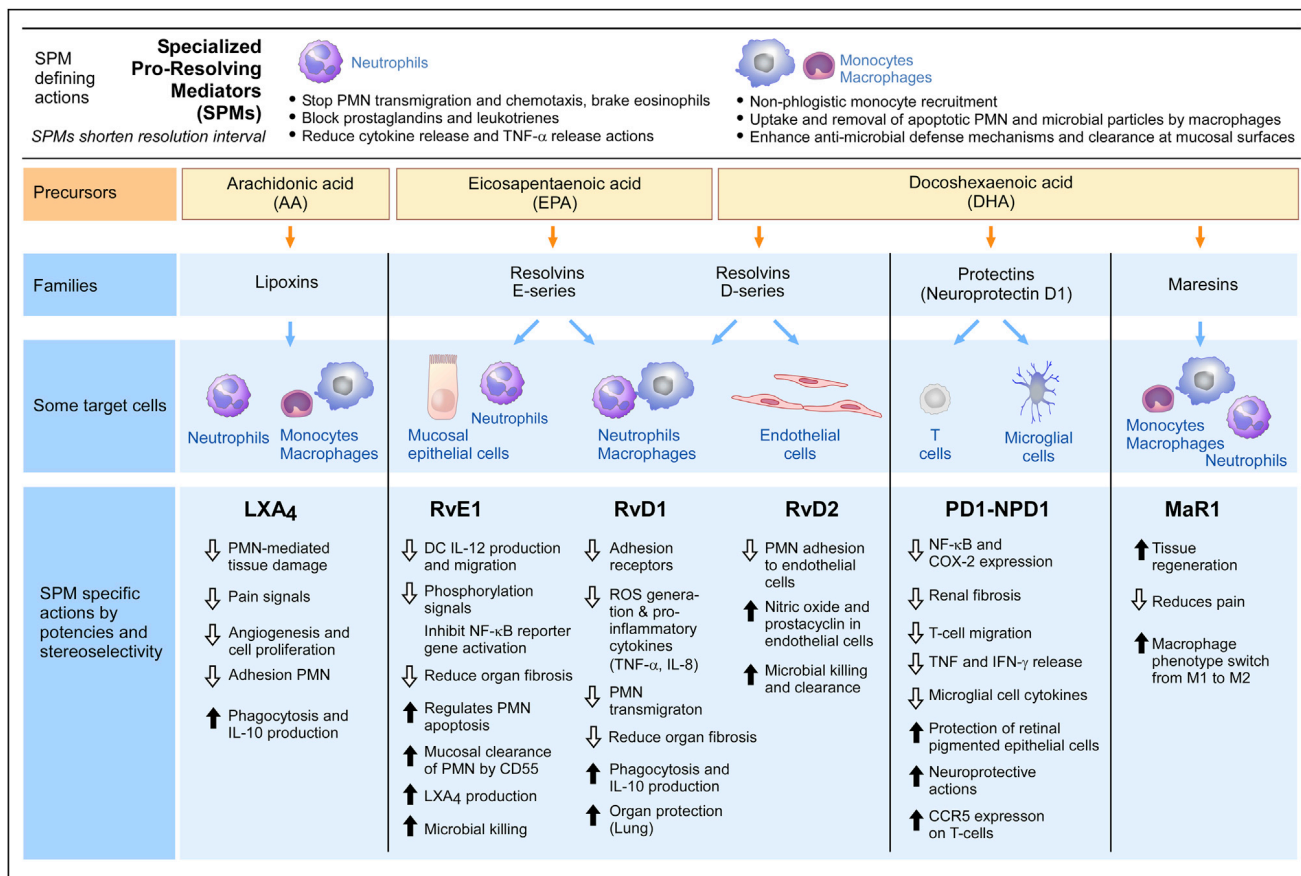 SPM
defining
actions
Specialized
Pro-Resolving
Mediators
(SPMs)
SPMs shorten resolution interval
Neutrophils
• Stop PMN transmigration and chemotaxis, brake eosinophils
• Block prostaglandins and leukotrienes
• Reduce cytokine release and TNF-α release actions
Monocytes
Macrophages
• Non-phlogistic monocyte recruitment
• Uptake and removal of apoptotic PMN and microbial particles by macrophages
• Enhance anti-microbial defense mechanisms and clearance at mucosal surfaces
Precursors
Arachidonic acid
(AA)
Eicosapentaenoic acid
(EPA)
Docoshexaenoic acid
(DHA)
Families
Lipoxins
Resolvins
E-series
Resolvins
D-series
Protectins
(Neuroprotectin D1)
Maresins
Some target cells
Neutrophils
Monocytes
Macrophages
Mucosal
epithelial cells
Neutrophils
Neutrophils
Macrophages
Endothelial
cells
T
cells
Microglial
cells
Monocytes
Macrophages
Neutrophils
SPM specific
actions by
potencies and
stereoselectivity
LXA4
PMN-mediated
tissue damage
Pain signals
Angiogenesis and
cell proliferation
Adhesion PMN
Phagocytosis and
IL-10 production
RvE1
DC IL-12 production
and migration
Phosphorylation
signals
Inhibit NF-κB reporter
gene activation
Reduce organ fibrosis
Regulates PMN
apoptosis
Mucosal clearance
of PMN by CD55
LXA4 production
Microbial killing
RvD1
Adhesion
receptors
ROS genera-
tion & pro-
inflammatory
cytokines
(TNF-α, IL-8)
PMN
transmigraton
Reduce organ fibrosis
Phagocytosis and
IL-10 production
Organ protection
(Lung)
RvD2
PMN adhesion
to endothelial
cells
Nitric oxide and
prostacyclin in
endothelial cells
Microbial killing
and clearance
PD1-NPD1
NF-κB and
COX-2 expression
Renal fibrosis
T-cell migration
TNF and IFN-γ release
Microglial cell cytokines
Protection of retinal
pigmented epithelial cells
Neuroprotective
actions
CCR5 expresson
on T-cells
MaR1
Tissue
regeneration
Reduces pain
Macrophage
phenotype switch
from M1 to M2